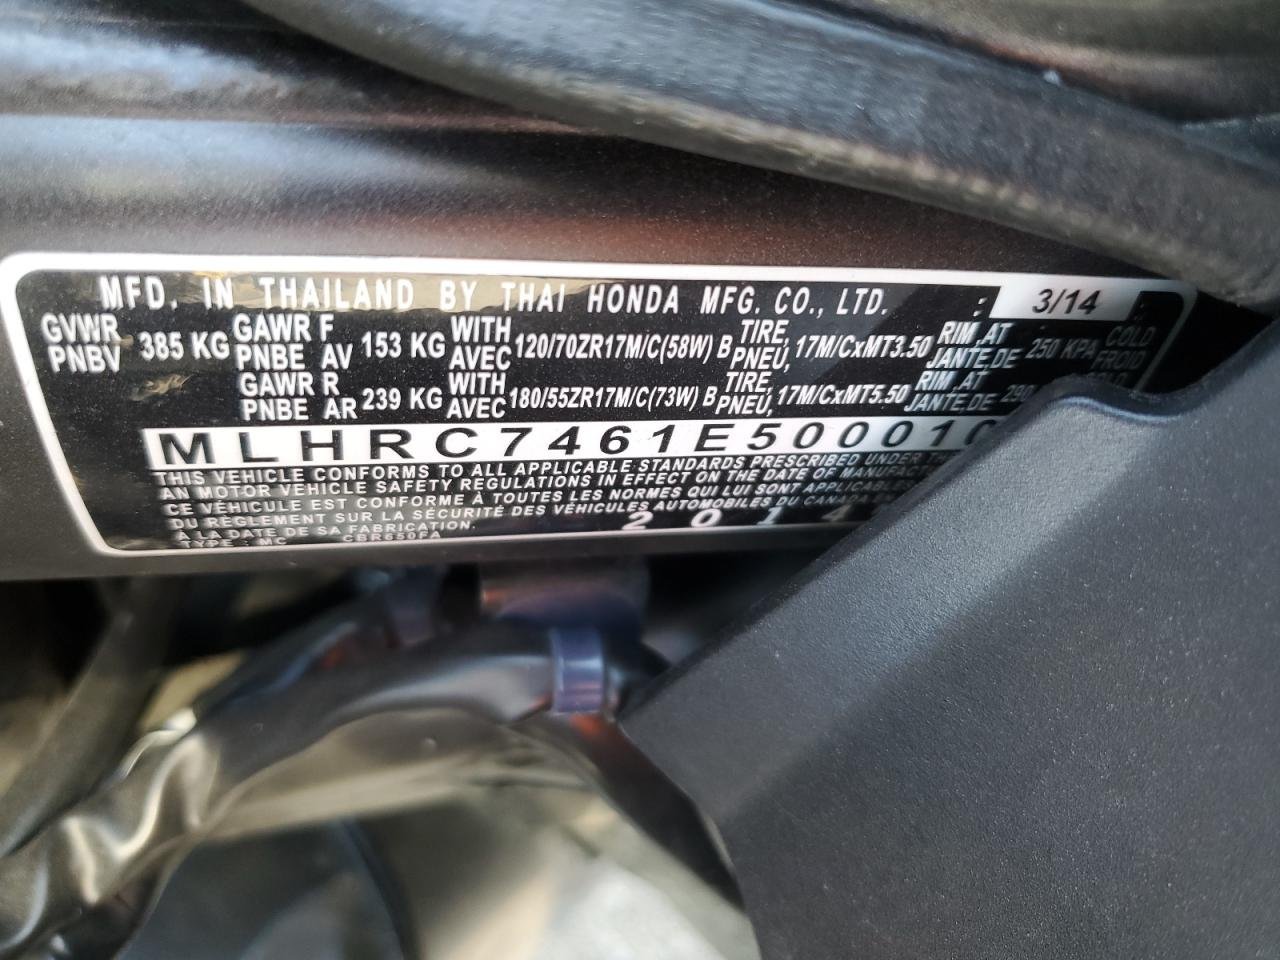 MFD. IN THAILAND BY THAI HONDA MFG. CO., LTD. : 3/14 :
GVWR PNBV 385 KG GAWR F PNBE AV 153 KG WITH AVEC 120/70ZR17M/C(58W) B TIRE, PNEU, 17M/CxMT3.50 RIM,AT JANTE,DE 250 KPA COLD FROID
GAWR R PNBE AR 239 KG WITH AVEC 180/55ZR17M/C(73W) B TIRE, PNEU, 17M/CxMT5.50 RIM,AT JANTE,DE 290
MLHRC7461E500010
THIS VEHICLE CONFORMS TO ALL APPLICABLE STANDARDS PRESCRIBED UNDER
AN MOTOR VEHICLE SAFETY REGULATIONS IN EFFECT ON THE DATE OF
CE VÉHICULE EST CONFORME À TOUTES LES NORMES QUI LUI SONT APPLICABLES
DU RÈGLEMENT SUR LA SÉCURITÉ DES VÉHICULES AUTOMOBILES DU CANADA EN
À LA DATE DE SA FABRICATION. 2014
TYPE : MC CBR650FA